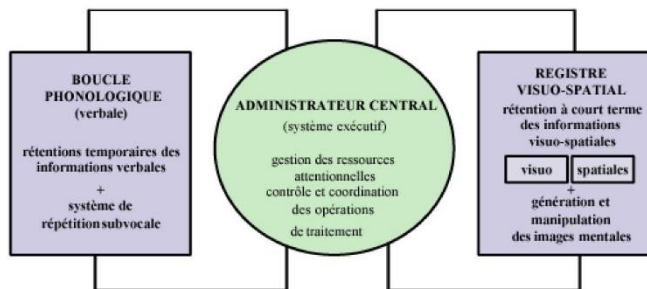 BOUCLE
PHONOLOGIQUE
(verbale)
rétentions temporaires des
informations verbales
+
système de
répétition subvocale
ADMINISTRATEUR CENTRAL
(système exécutif)
gestion des ressources
attentionnelles
contrôle et coordination
des opérations
de traitement
REGISTRE
VISUO-SPATIAL
rétention à court terme
des informations
visuo-spatiales
visuo spatiales
+
génération et
manipulation
des images mentales